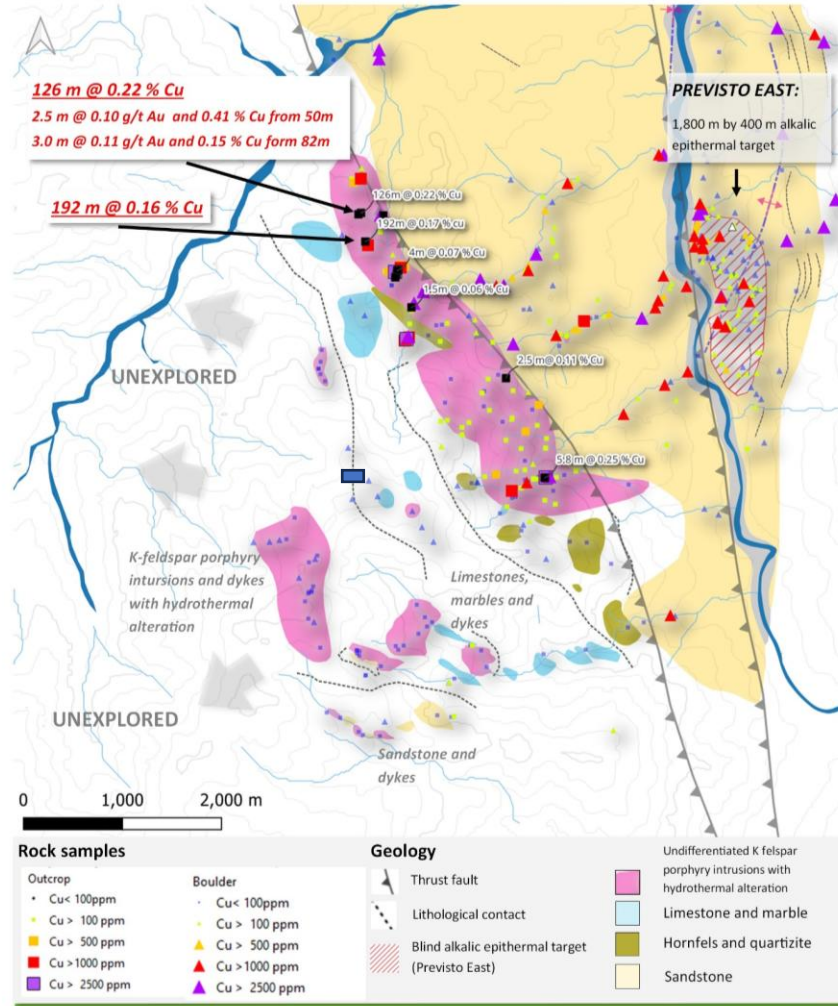 126 m @ 0.22 % Cu
2.5 m @ 0.10 g/t Au and 0.41 % Cu from 50m
3.0 m @ 0.11 g/t Au and 0.15 % Cu form 82m
192 m @ 0.16 % Cu
PREVISTO EAST:
1,800 m by 400 m alkalic
epithermal target
126m @ 0.22 % Cu
192m @ 0.17 % Cu
4m @ 0.07 % Cu
1.5m @ 0.06 % Cu
2.5 m @ 0.11 % Cu
5.8 m @ 0.25 % Cu
UNEXPLORED
K-feldspar porphyry
intursions and dykes
with hydrothermal
alteration
Limestones,
marbles and
dykes
UNEXPLORED
Sandstone and
dykes
0 1,000 2,000 m
Rock samples
Outcrop
Cu< 100 ppm
Cu > 100 ppm
Cu > 500 ppm
Cu >1000 ppm
Cu > 2500 ppm
Boulder
Cu< 100ppm
Cu > 100 ppm
Cu > 500 ppm
Cu >1000 ppm
Cu > 2500 ppm
Geology
Thrust fault
Lithological contact
Blind alkalic epithermal target
(Previsto East)
Undifferentiated K felspar
porphyry intrusions with
hydrothermal alteration
Limestone and marble
Hornfels and quartizite
Sandstone